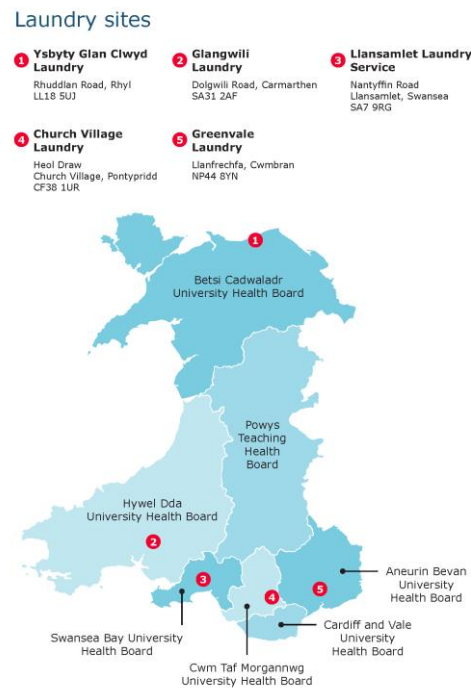 Laundry sites
1 Ysbyty Glan Clwyd
Laundry
Rhuddlan Road, Rhyl
LL18 5UJ
2 Glangwili
Laundry
Dolgwili Road, Carmarthen
SA31 2AF
3 Llansamlet Laundry
Service
Nantyffin Road
Llansamlet, Swansea
SA7 9RG
4 Church Village
Laundry
Heol Draw
Church Village, Pontypridd
CF38 1UR
5 Greenvale
Laundry
Llanfrechfa, Cwmbran
NP44 8YN
1
Betsi Cadwaladr
University Health Board
Powys
Teaching
Health
Board
Hywel Dda
University Health Board
2
3
4
5
Aneurin Bevan
University
Health Board
Swansea Bay University
Health Board
Cardiff and Vale
University
Health Board
Cwm Taf Morgannwg
University Health Board